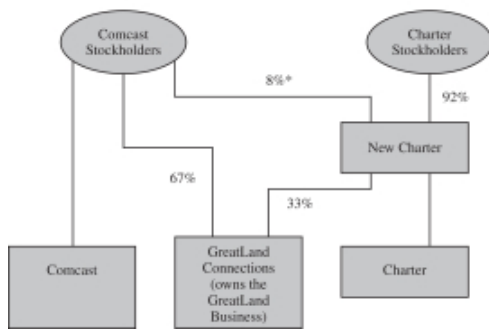 Comcast
Stockholders
Charter
Stockholders
8%*
92%
New Charter
67%
33%
Comcast
GreatLand
Connections
(owns the
GreatLand
Business)
Charter